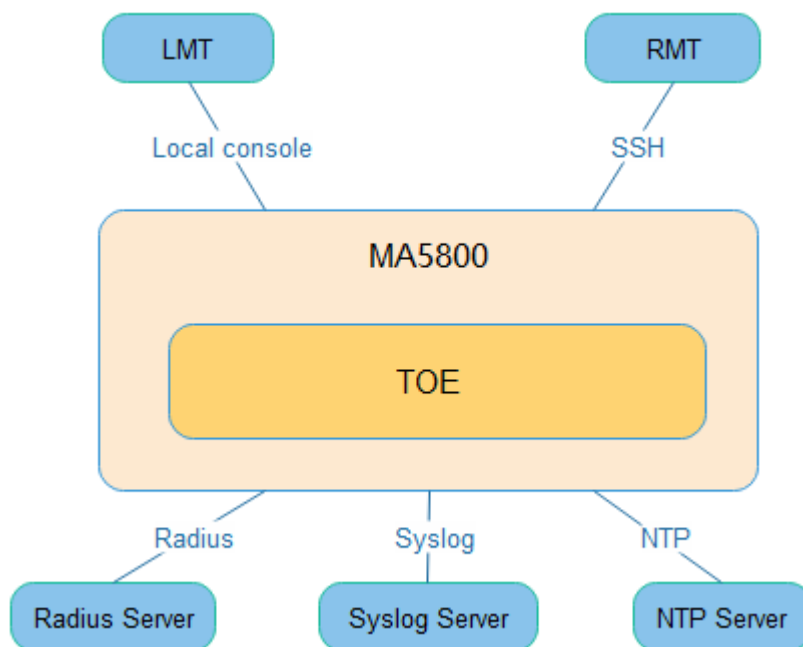 LMT
RMT
Local console
SSH
MA5800
TOE
Radius
Syslog
NTP
Radius Server
Syslog Server
NTP Server